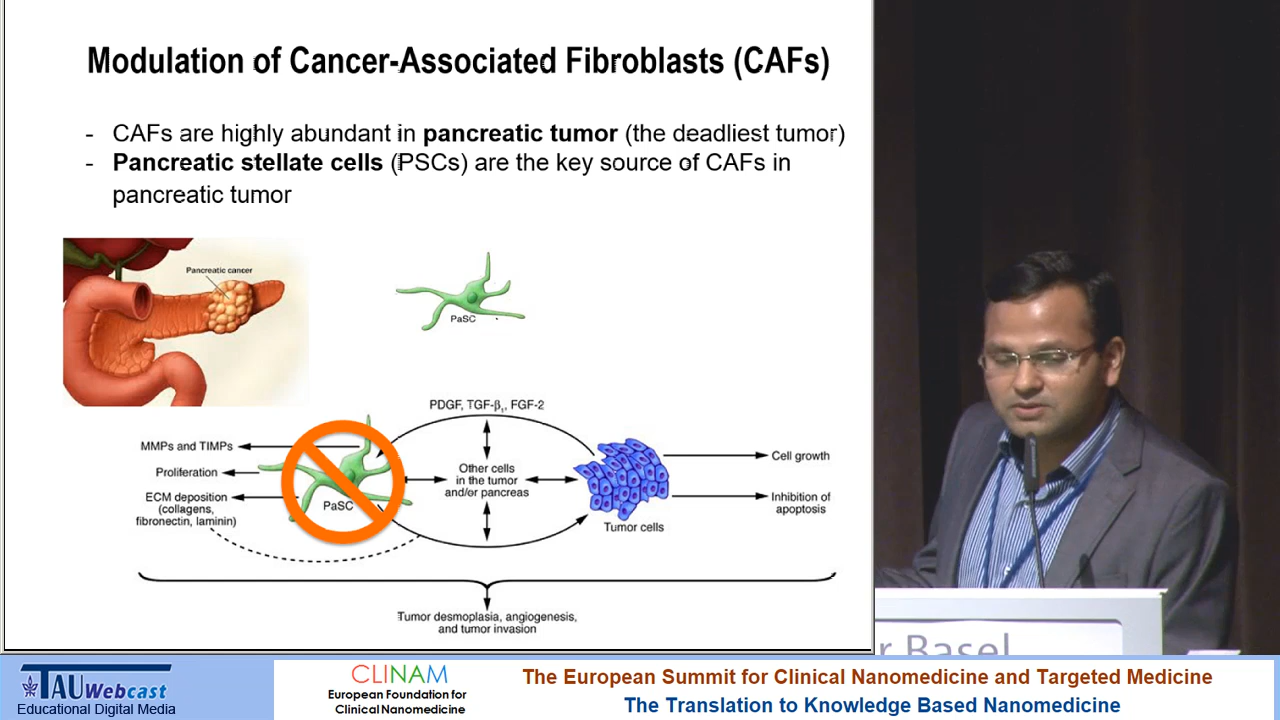 Modulation of Cancer-Associated Fibroblasts (CAFs)
- CAFs are highly abundant in pancreatic tumor (the deadliest tumor)
- Pancreatic stellate cells (PSCs) are the key source of CAFs in
pancreatic tumor
Pancreatic cancer
PaSC
PDGF, TGF-β₁, FGF-2
MMPs and TIMPs
Proliferation
ECM deposition
(collagens,
fibronectin, laminin)
PaSC
Other cells
in the tumor
and/or pancreas
Tumor cells
Cell growth
Inhibition of
apoptosis
Tumor desmoplasia, angiogenesis,
and tumor invasion
r Basel
TAU Webcast
Educational Digital Media
CLINAM
European Foundation for
Clinical Nanomedicine
The European Summit for Clinical Nanomedicine and Targeted Medicine
The Translation to Knowledge Based Nanomedicine